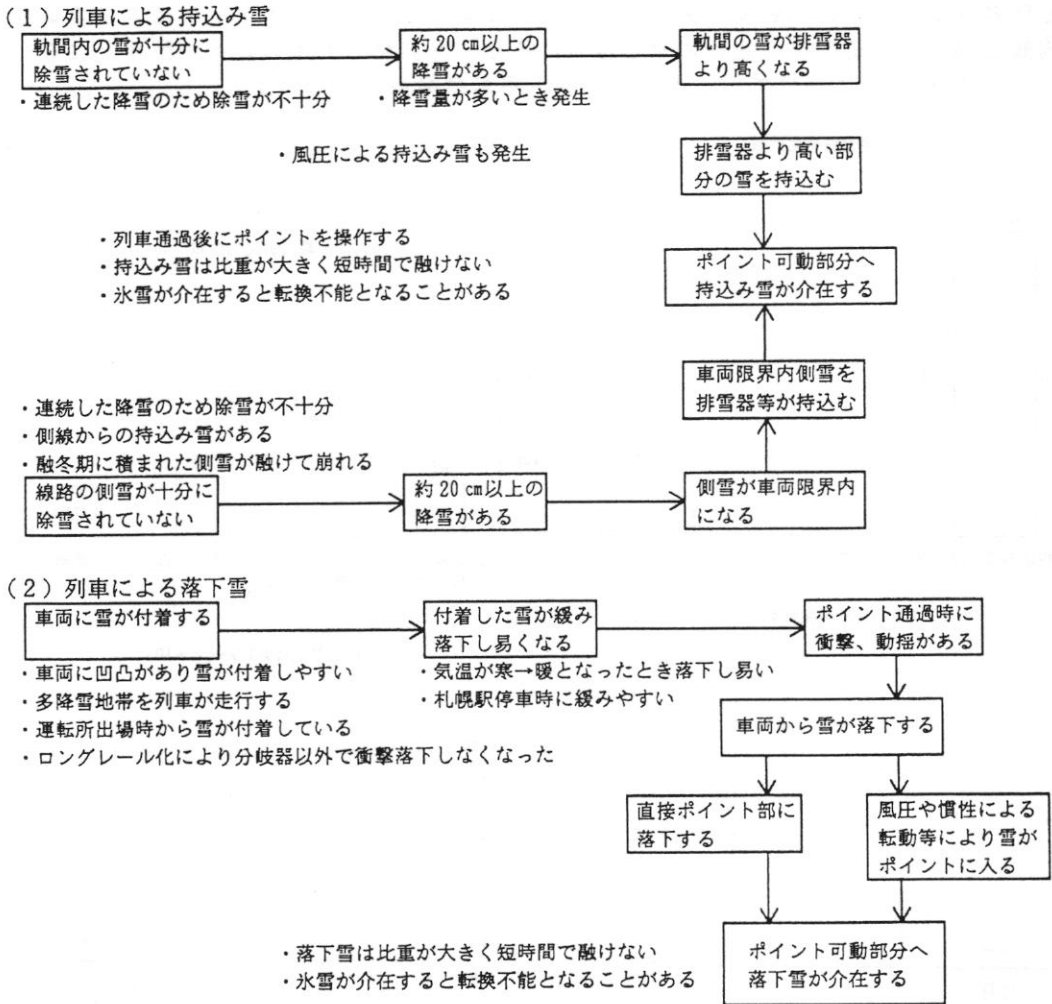 (1)列車による持込み雪
軌間内の雪が十分に
除雪されていない
約20cm以上の
降雪がある
軌間の雪が排雪器
より高くなる
・連続した降雪のため除雪が不十分
・降雪量が多いとき発生
・風圧による持込み雪も発生
排雪器より高い部
分の雪を持込む
・列車通過後にポイントを操作する
・持込み雪は比重が大きく短時間で融けない
・氷雪が介在すると転換不能となることがある
ポイント可動部分へ
持込み雪が介在する
車両限界内側雪を
排雪器等が持込む
・連続した降雪のため除雪が不十分
・側線からの持込み雪がある
・融冬期に積まれた側雪が融けて崩れる
線路の側雪が十分に
除雪されていない
約20cm以上の
降雪がある
側雪が車両限界内
になる
(2)列車による落下雪
車両に雪が付着する
付着した雪が緩み
落下し易くなる
ポイント通過時に
衝撃、動揺がある
・車両に凹凸があり雪が付着しやすい
・多降雪地帯を列車が走行する
・運転所出場時から雪が付着している
・ロングレール化により分岐器以外で衝撃落下しなくなった
・気温が寒→暖となったとき落下し易い
・札幌駅停車時に緩みやすい
車両から雪が落下する
直接ポイント部に
落下する
風圧や慣性による
転動等により雪が
ポイントに入る
・落下雪は比重が大きく短時間で融けない
・氷雪が介在すると転換不能となることがある
ポイント可動部分へ
落下雪が介在する